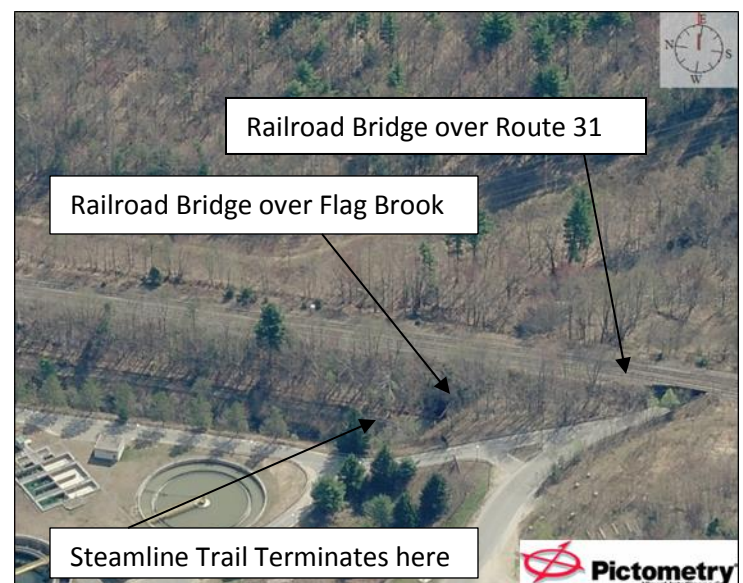 E
N
S
W
Railroad Bridge over Route 31
Railroad Bridge over Flag Brook
Steamline Trail Terminates here
Pictometry